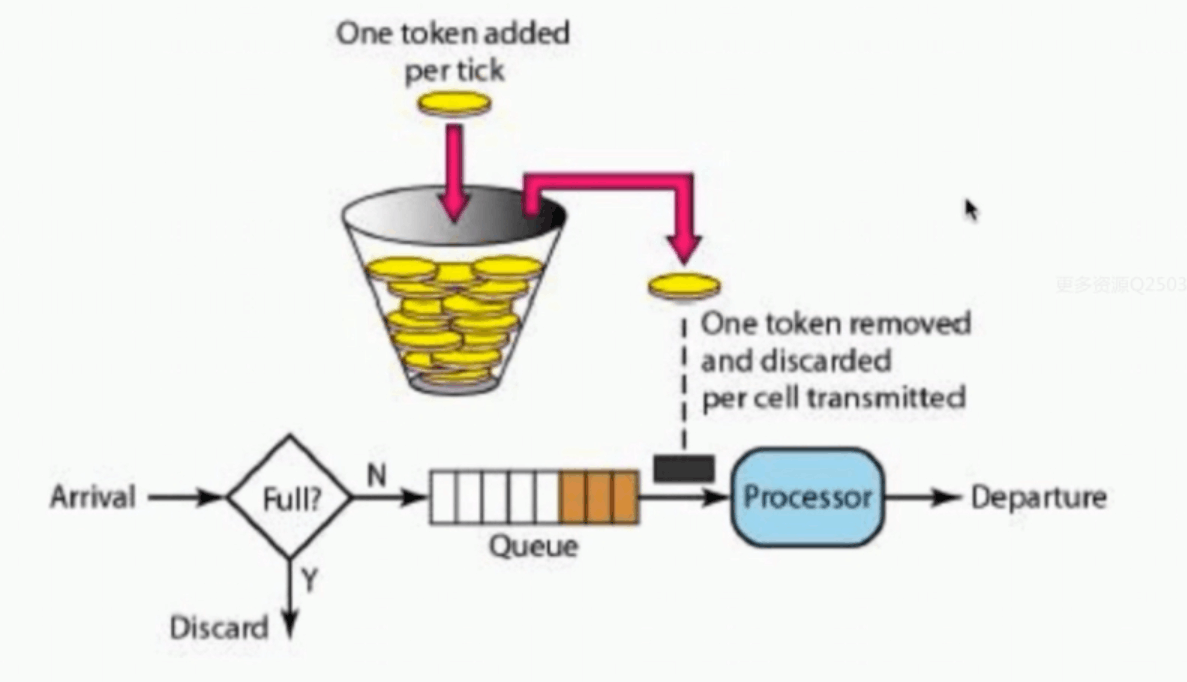 One token added
per tick
更多资源Q2503
One token removed
and discarded
per cell transmitted
Arrival
Full?
N
Queue
Processor
Departure
Y
Discard